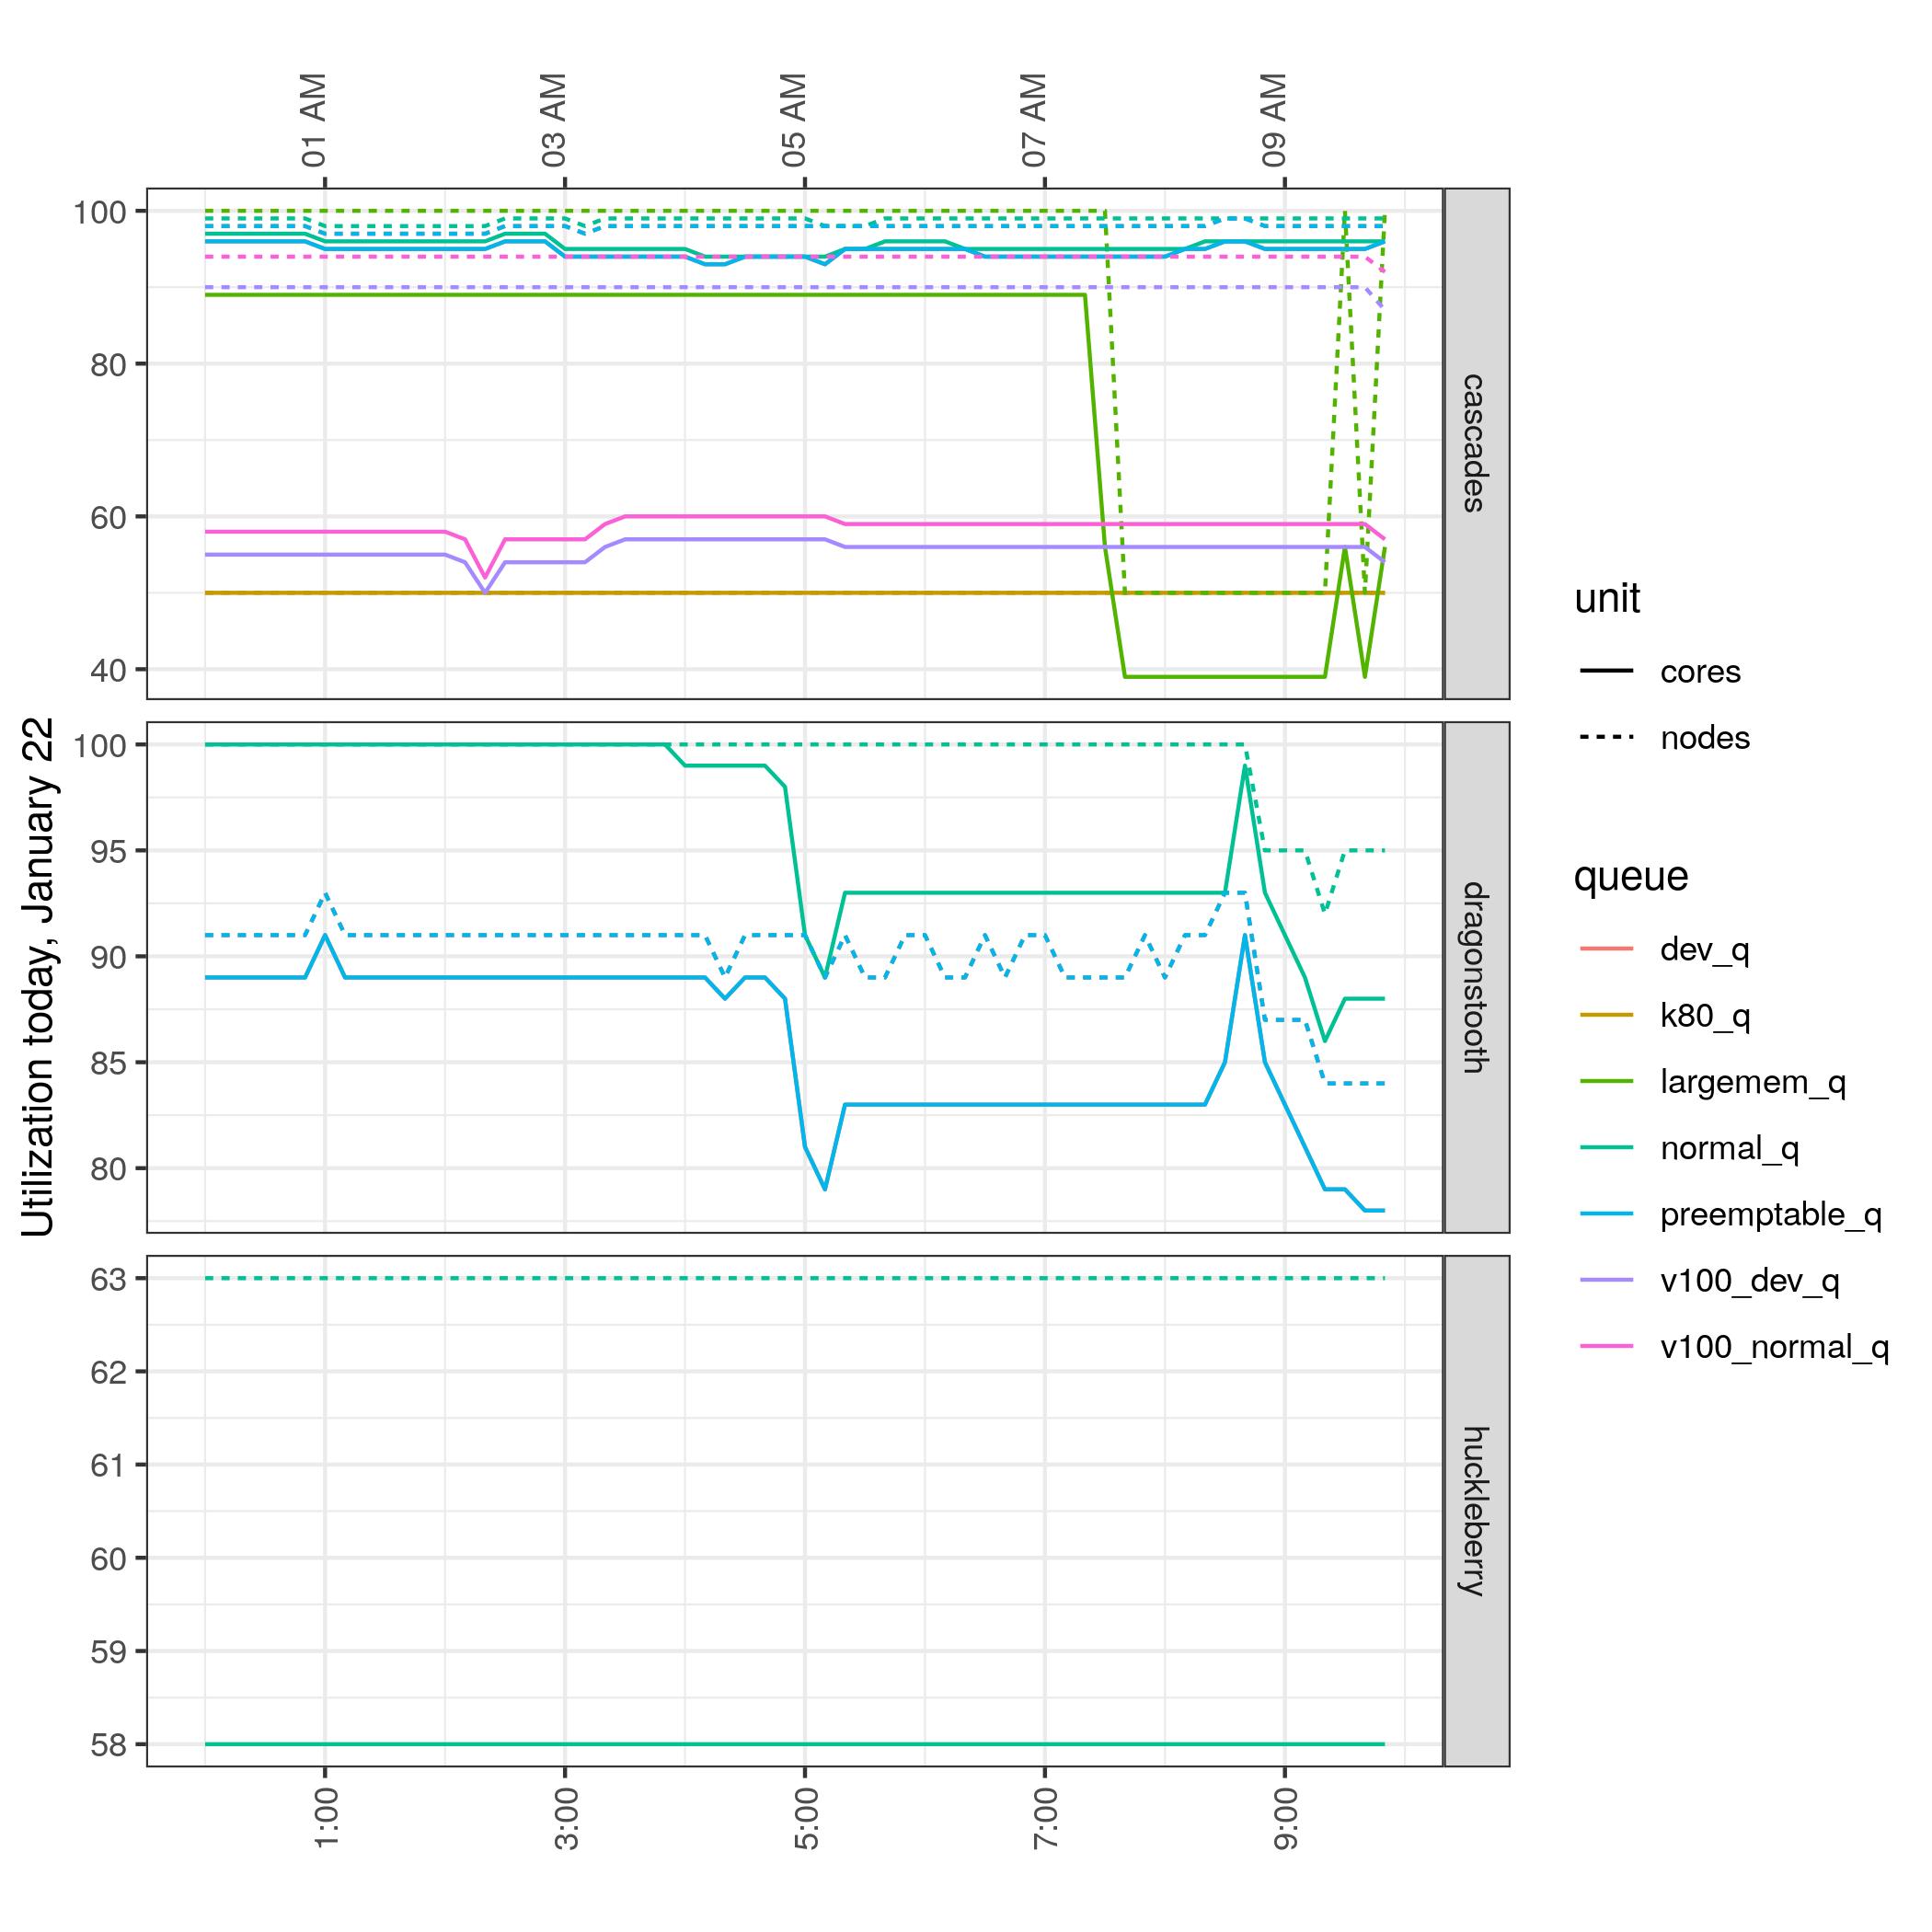 01 AM
03 AM
05 AM
07 AM
09 AM
Utilization today, January 22
100
80
60
40
cascades
100
95
90
85
80
dragonstooth
63
62
61
60
59
58
huckleberry
1:00
3:00
5:00
7:00
9:00
unit
cores
nodes
queue
dev_q
k80_q
largemem_q
normal_q
preemptable_q
v100_dev_q
v100_normal_q